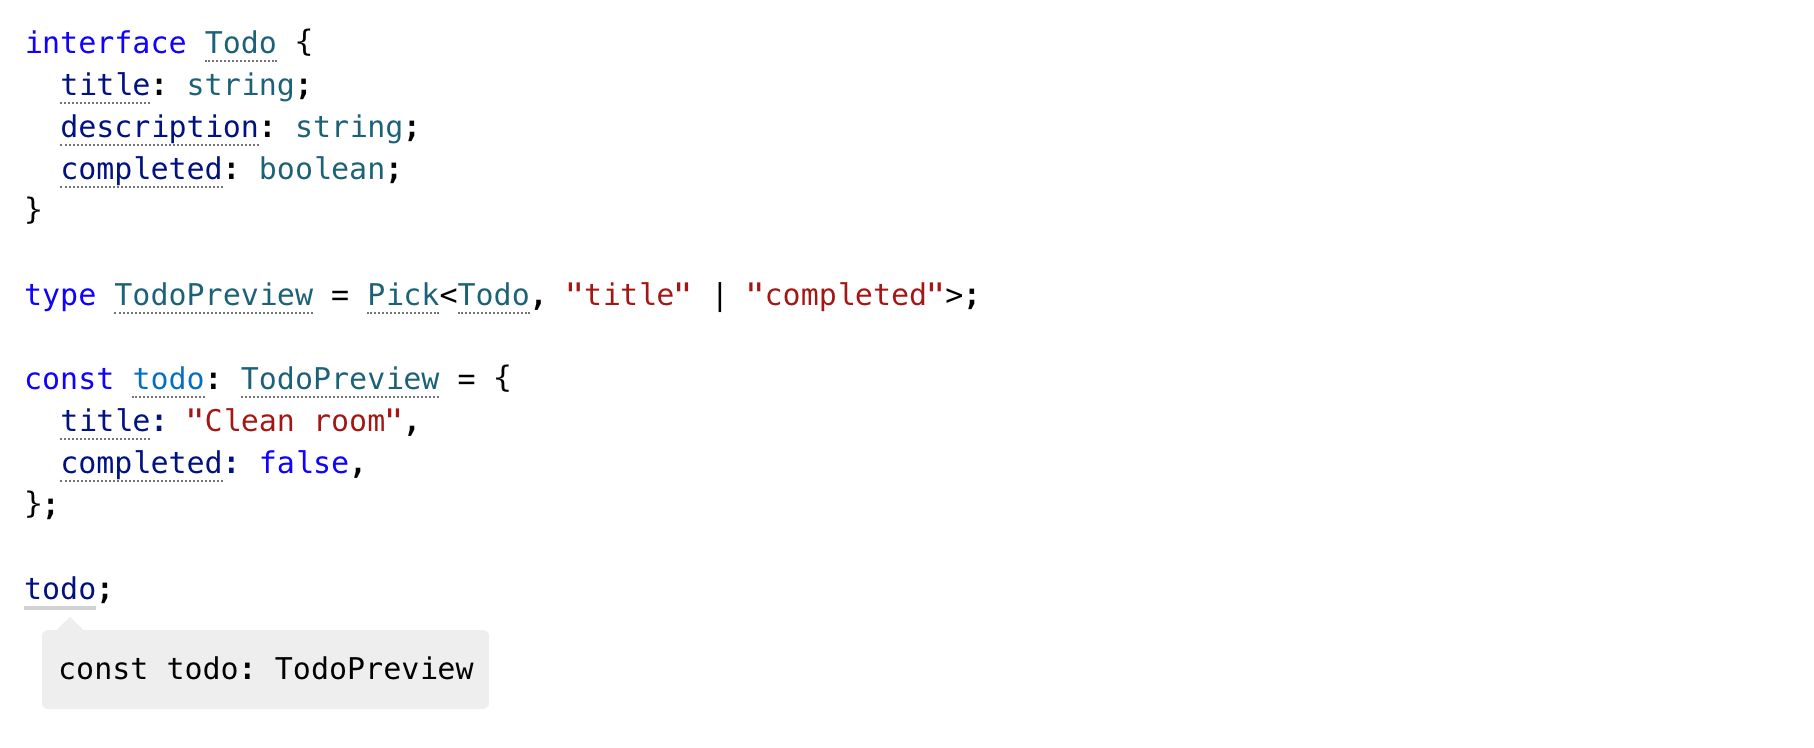 interface Todo {
  title: string;
  description: string;
  completed: boolean;
}
type TodoPreview = Pick<Todo, "title" | "completed">;
const todo: TodoPreview = {
  title: "Clean room",
  completed: false,
};
todo;
const todo: TodoPreview